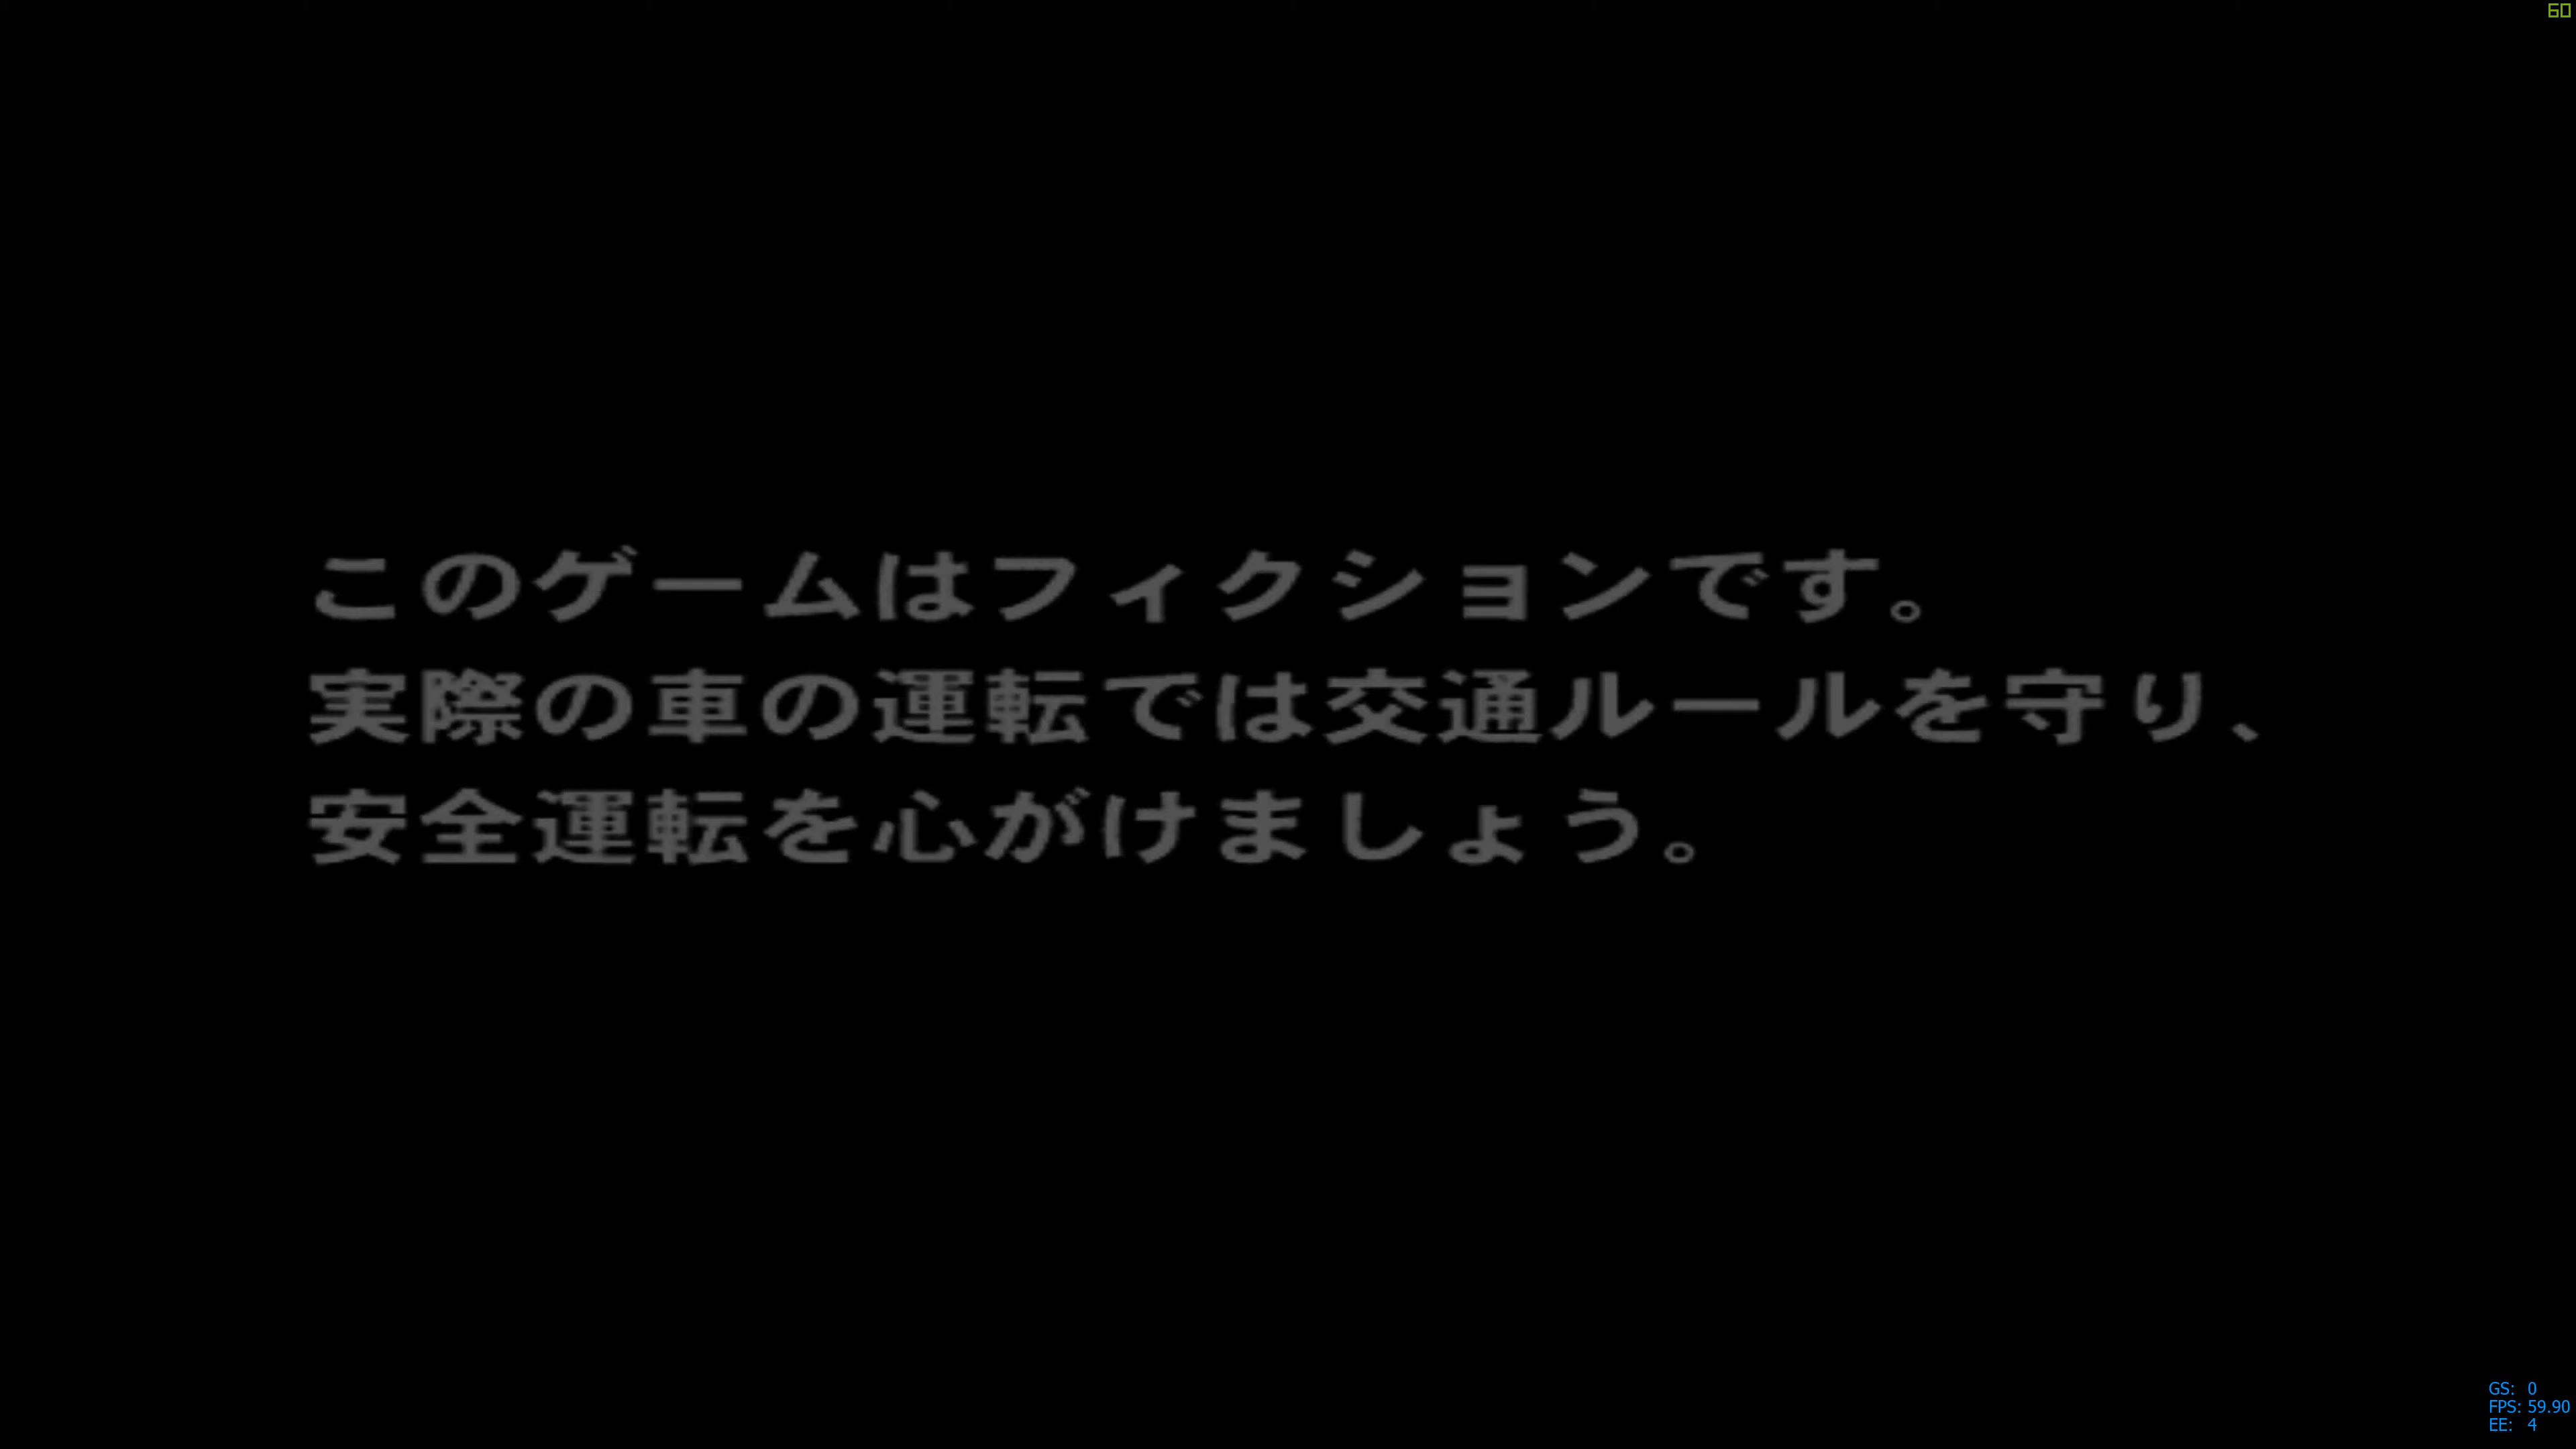 60
このゲームはフィクションです。
実際の車の運転では交通ルールを守り、
安全運転を心がけましょう。
GS: 0
FPS: 59.90
EE: 4